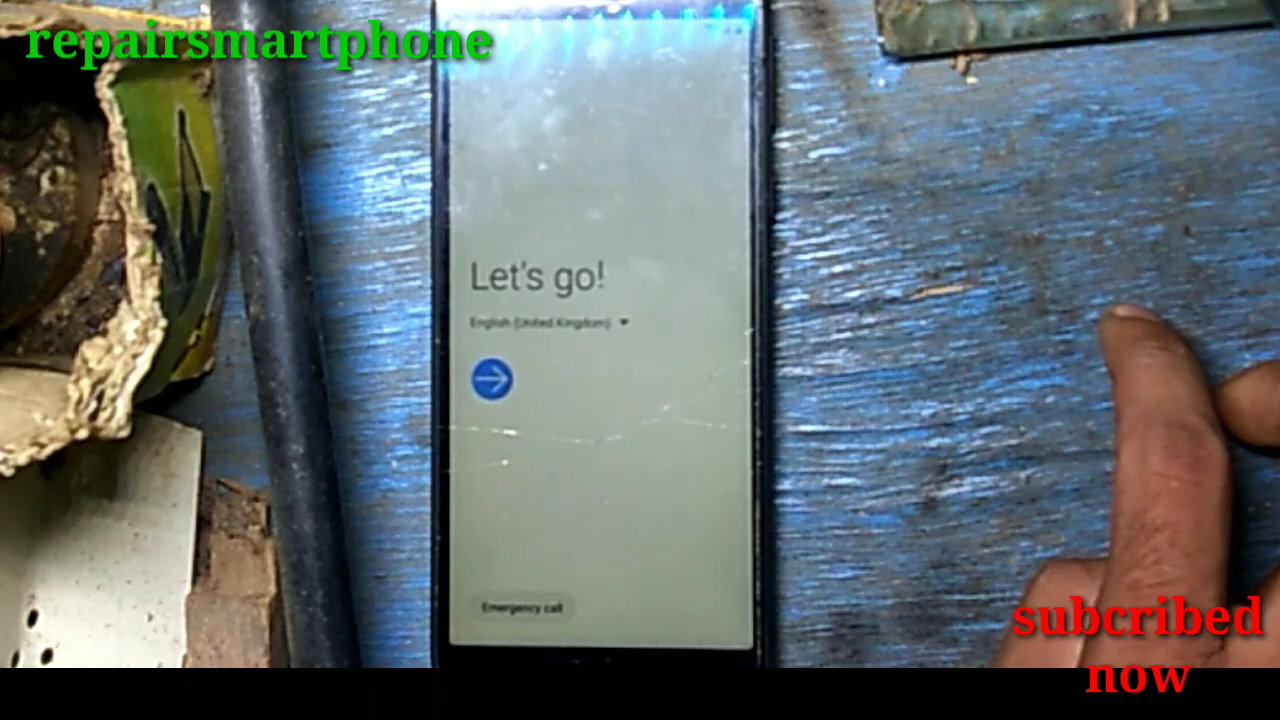 repairsmartphone
Let's go!
English (United Kingdom)
Emergency call
subcribed
now